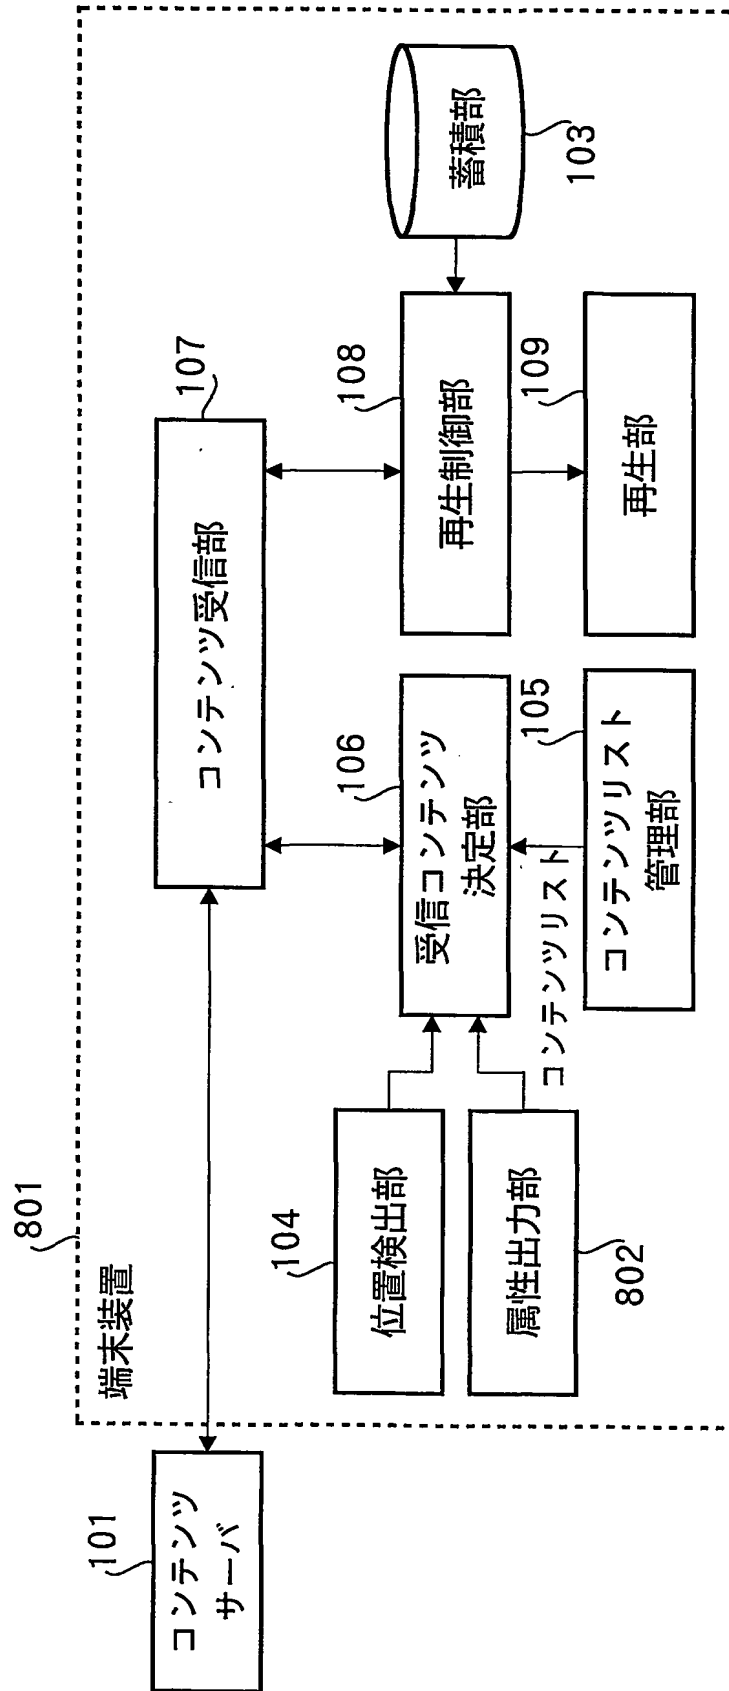 801
端末装置
101
コンテンツ
サーバ
107
コンテンツ受信部
104
位置検出部
属性出力部
802
106
受信コンテンツ
決定部
コンテンツリスト
105
コンテンツリスト
管理部
108
再生制御部
109
再生部
蓄積部
103